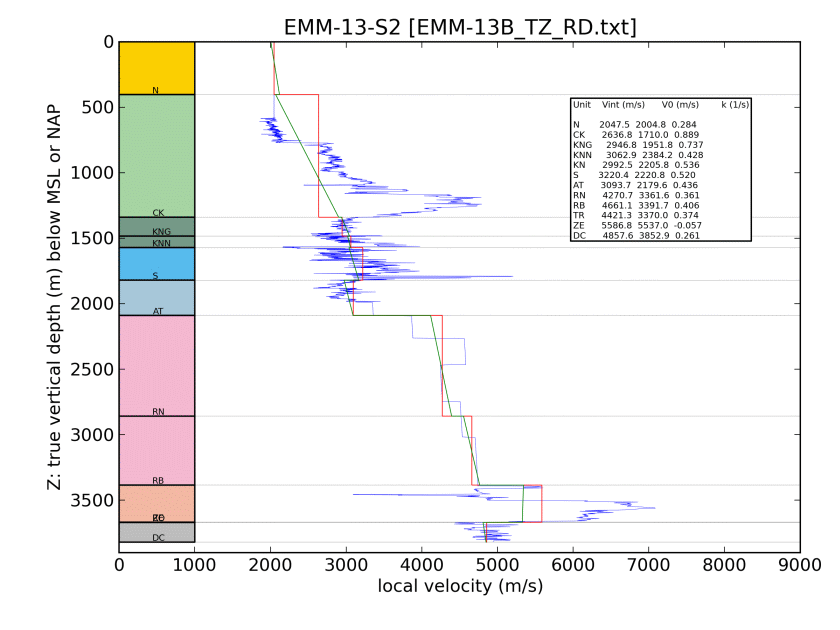 EMM-13-S2 [EMM-13B_TZ_RD.txt]
Z: true vertical depth (m) below MSL or NAP
0
500
1000
1500
2000
2500
3000
3500
N
CK
KNG
KNN
S
AT
RN
RB
DC
Unit Vint (m/s) V0 (m/s) k (1/s)
N 2047.5 2004.8 0.284
CK 2636.8 1710.0 0.889
KNG 2946.8 1951.8 0.737
KNN 3062.9 2384.2 0.428
KN 2992.5 2205.8 0.536
S 3220.4 2220.8 0.520
AT 3093.7 2179.6 0.436
RN 4270.7 3361.6 0.361
RB 4661.1 3391.7 0.406
TR 4421.3 3370.0 0.374
ZE 5586.8 5537.0 -0.057
DC 4857.6 3852.9 0.261
0 1000 2000 3000 4000 5000 6000 7000 8000 9000
local velocity (m/s)